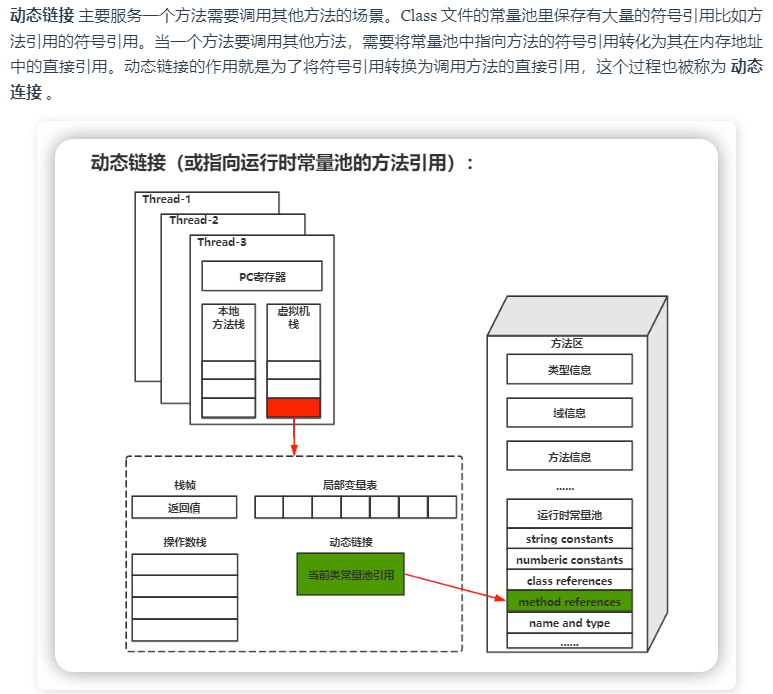 动态链接 主要服务一个方法需要调用其他方法的场景。Class 文件的常量池里保存有大量的符号引用比如方
法引用的符号引用。当一个方法要调用其他方法，需要将常量池中指向方法的符号引用转化为其在内存地址
中的直接引用。动态链接的作用就是为了将符号引用转换为调用方法的直接引用，这个过程也被称为 动态
连接 。
动态链接（或指向运行时常量池的方法引用）：
Thread-1
Thread-2
Thread-3
PC寄存器
本地
方法栈
虚拟机
栈
方法区
类型信息
域信息
方法信息
......
运行时常量池
string constants
numberic constants
class references
method references
name and type
......
栈帧
返回值
局部变量表
操作数栈
动态链接
当前类常量池引用